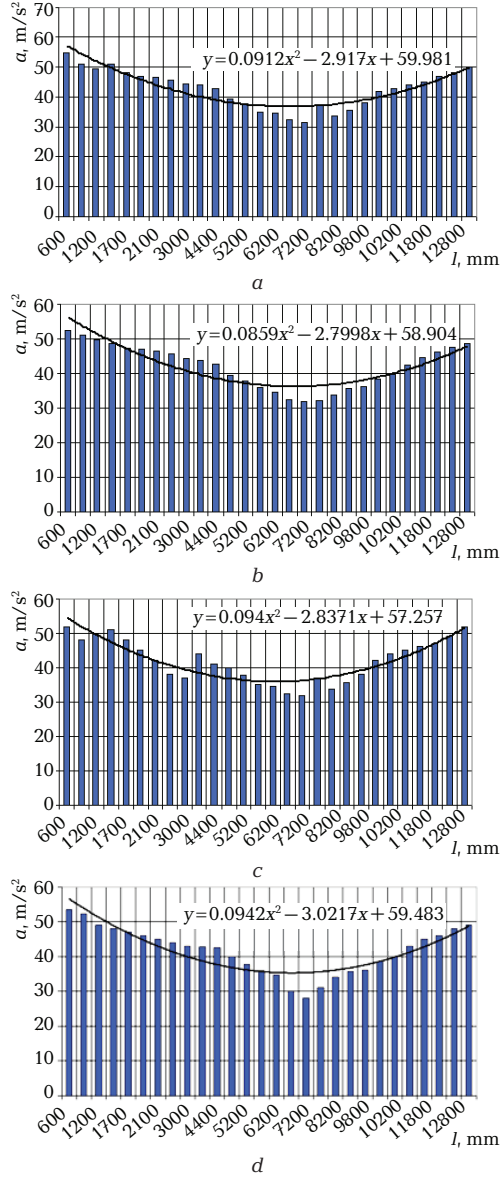 a, m/s²
70
60
50
40
30
20
10
0
y=0.0912x²−2.917x+59.981
600 1200 1700 2100 3000 4400 5200 6200 7200 8200 9800 10200 11800 12800
l, mm
a
a, m/s²
60
50
40
30
20
10
0
y=0.0859x²−2.7998x+58.904
600 1200 1700 2100 3000 4400 5200 6200 7200 8200 9800 10200 11800 12800
l, mm
b
a, m/s²
60
50
40
30
20
10
0
y=0.094x²−2.8371x+57.257
600 1200 1700 2100 3000 4400 5200 6200 7200 8200 9800 10200 11800 12800
l, mm
c
a, m/s²
60
50
40
30
20
10
0
y=0.0942x²−3.0217x+59.483
600 1200 1700 2100 3000 4400 5200 6200 7200 8200 9800 10200 11800 12800
l, mm
d